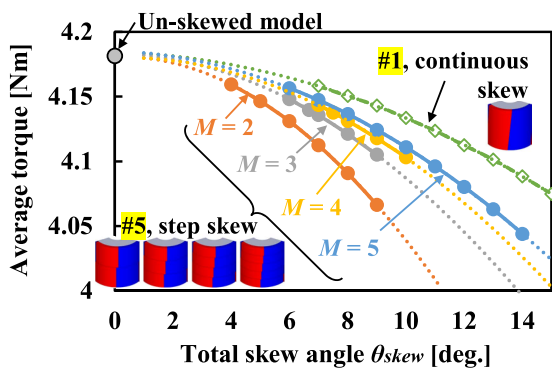 Un-skewed model
4.2
4.15
4.1
4.05
4
Average torque [Nm]
#1, continuous
skew
M = 2
M = 3
M = 4
M = 5
#5, step skew
0 2 4 6 8 10 12 14
Total skew angle θskew [deg.]